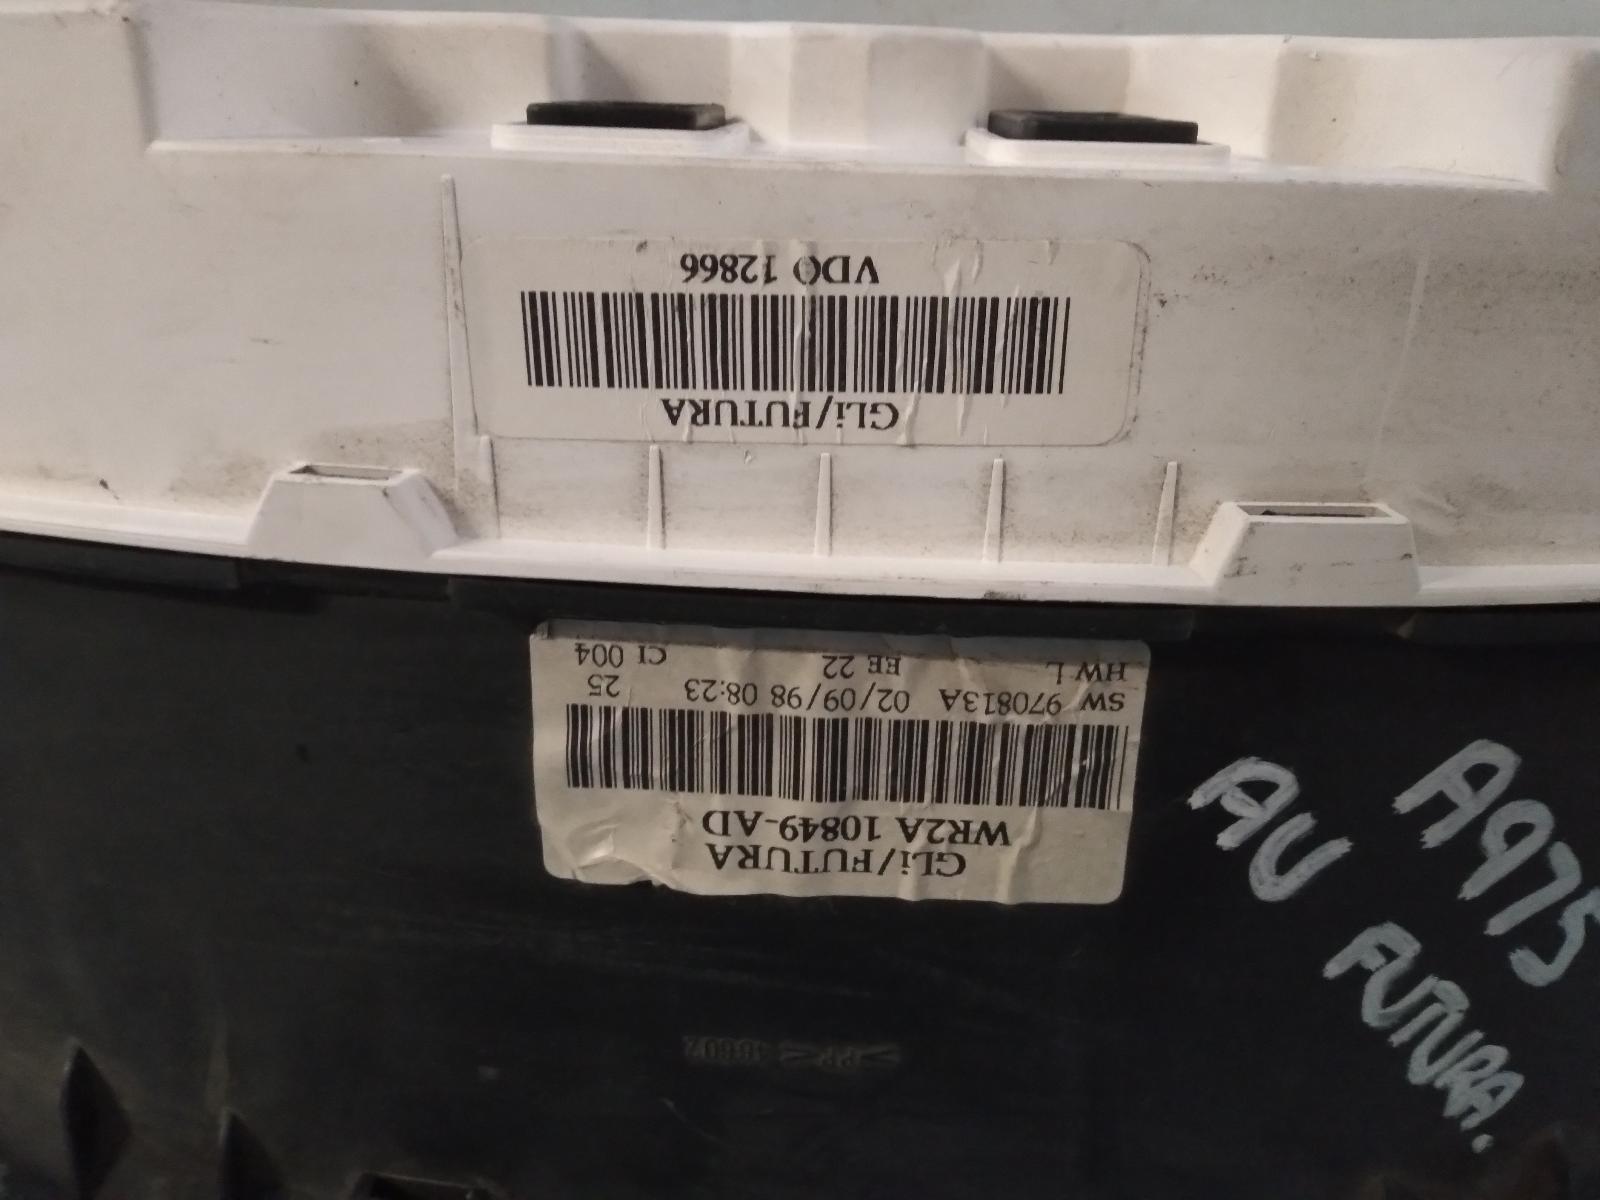 VDO 12866
GLi/FUTURA
HW L EE 22 CI 004
SW 970813A 02/09/98 08:23 25
WR2A 10849-AD
GLi/FUTURA
A975
AU
FUTURA.